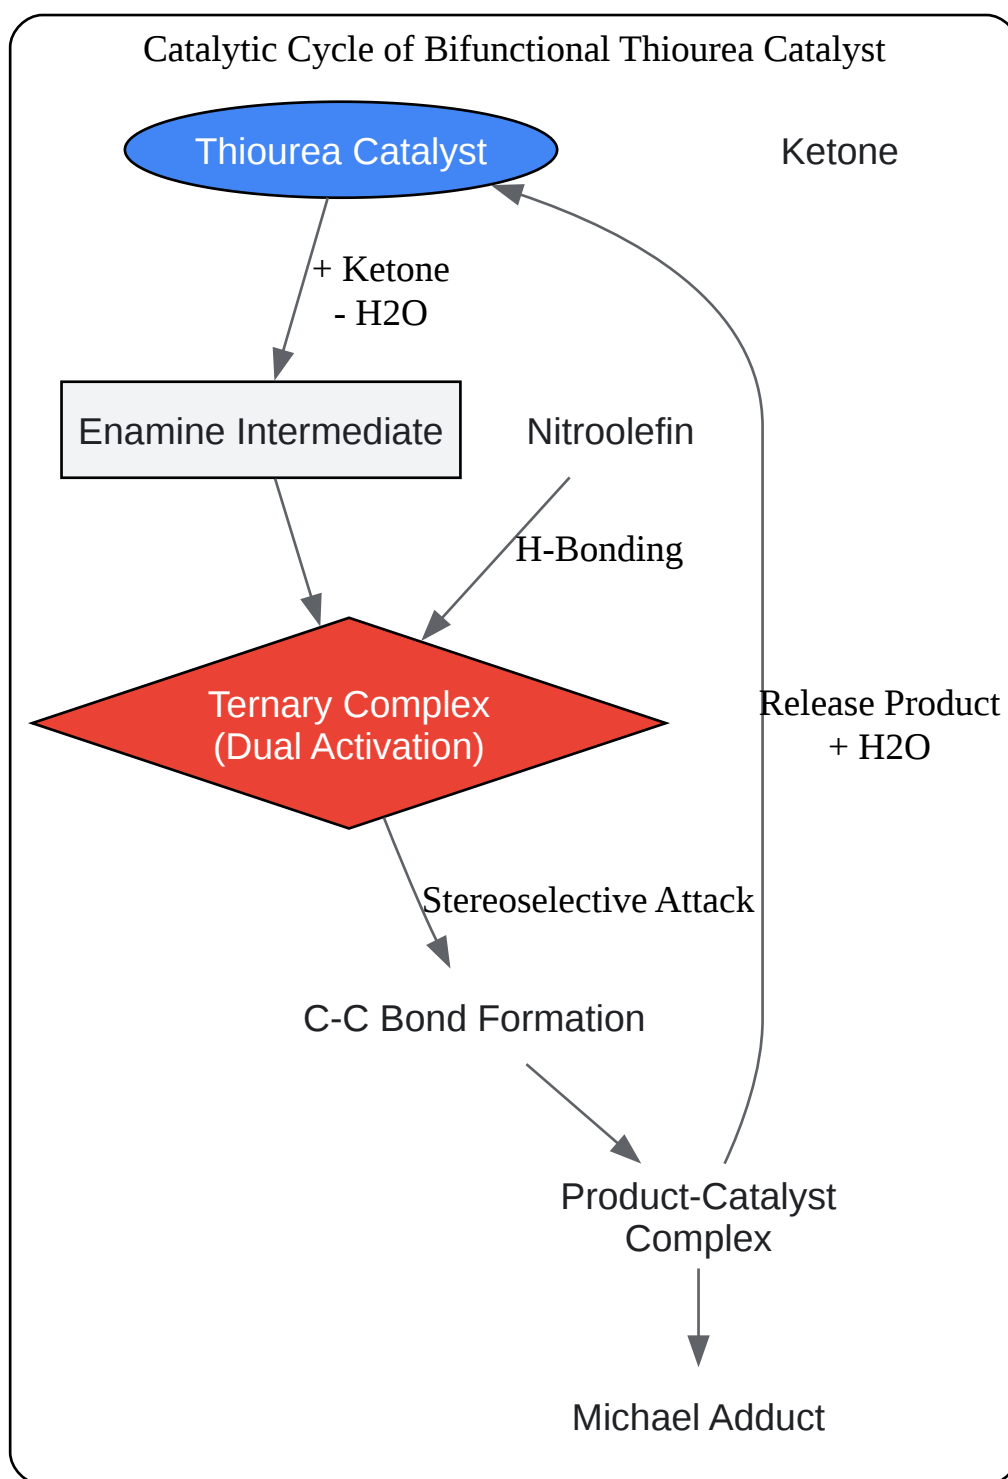 Catalytic Cycle of Bifunctional Thiourea Catalyst
Thiourea Catalyst
Ketone
+ Ketone
- H2O
Enamine Intermediate
Nitroolefin
H-Bonding
Ternary Complex
(Dual Activation)
Release Product
+ H2O
Stereoselective Attack
C-C Bond Formation
Product-Catalyst
Complex
Michael Adduct